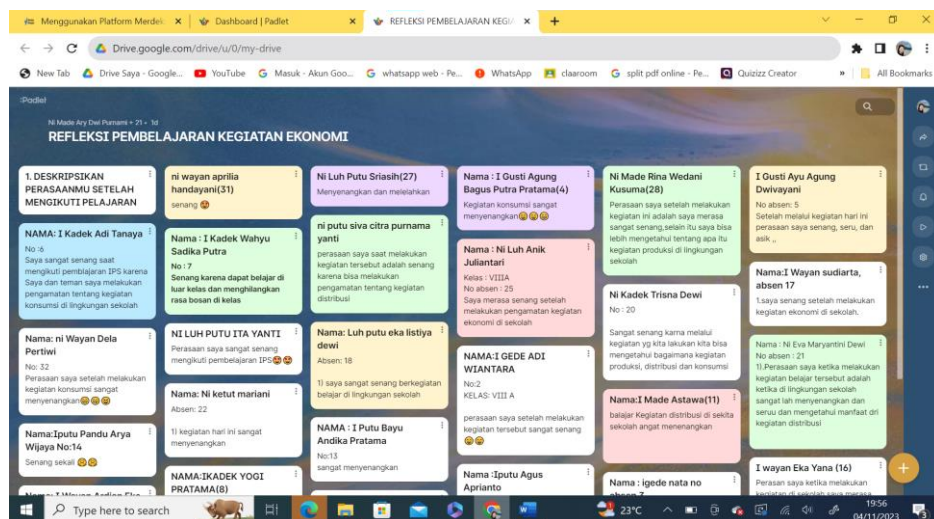 Menggunakan Platform Merdek
Dashboard | Padlet
REFLEKSI PEMBELAJARAN KEGI
Drive.google.com/drive/u/0/my-drive
New Tab
Drive Saya - Google...
YouTube
Masuk - Akun Goo...
whatsapp web - Pe...
WhatsApp
claaroom
split pdf online - Pe...
Quizizz Creator
»
All Bookmarks
:Padlet
Ni Made Ary Dwi Purnami + 21 • 1d
REFLEKSI PEMBELAJARAN KEGIATAN EKONOMI
1. DESKRIPSIKAN
PERASAANMU SETELAH
MENGIKUTI PELAJARAN
NAMA: I Kadek Adi Tanaya
No :6
Saya sangat senang saat
mengikuti pemblajaran IPS karena
Saya dan teman saya melakukan
pengamatan tentang kegiatan
konsumsi di lingkungan sekolah
Nama: ni Wayan Dela
Pertiwi
No: 32
Perasaan saya setelah melakukan
kegiatan konsumsi sangat
menyenangkan😄😄😄
Nama:Iputu Pandu Arya
Wijaya No:14
Senang sekali
ni wayan aprilia
handayani(31)
senang
Nama : I Kadek Wahyu
Sadika Putra
No : 7
Senang karena dapat belajar di
luar kelas dan menghilangkan
rasa bosan di kelas
NI LUH PUTU ITA YANTI
Perasaan saya sangat senang
mengikuti pembelajaran IPS
Nama: Ni ketut mariani
Absen: 22
1) kegiatan hari ini sangat
menyenangkan
NAMA:IKADEK YOGI
PRATAMA(8)
Ni Luh Putu Sriasih(27)
Menyenangkan dan melelahkan
ni putu siva citra purnama
yanti
perasaan saya saat melakukan
kegiatan tersebut adalah senang
karena bisa melakukan
pengamatan tentang kegiatan
distribusi
Nama: Luh putu eka listiya
dewi
Absen: 18
1) saya sangat senang berkegiatan
belajar di lingkungan sekolah
NAMA : I Putu Bayu
Andika Pratama
No:13
sangat menyenangkan
Nama : I Gusti Agung
Bagus Putra Pratama(4)
Kegiatan konsumsi sangat
menyenangkan😄😄😄
Nama : Ni Luh Anik
Juliantari
Kelas : VIIIA
No absen : 25
Saya merasa senang setelah
melakukan pengamatan kegiatan
ekonomi di sekolah
NAMA:I GEDE ADI
WIANTARA
No:2
KELAS: VIII A
perasaan saya setelah melakukan
kegiatan tersebut sangat senang
Nama :Iputu Agus
Aprianto
Ni Made Rina Wedani
Kusuma(28)
Perasaan saya setelah melakukan
kegiatan ini adalah saya merasa
sangat senang,selain itu saya bisa
lebih mengetahui tentang apa itu
kegiatan produksi di lingkungan
sekolah
Ni Kadek Trisna Dewi
No : 20
Sangat senang karna melalui
kegiatan yg kita lakukan kita bisa
mengetahui bagaimana kegiatan
produksi, distribusi dan konsumsi
Nama:I Made Astawa(11)
balajar Kegiatan distribusi di sekita
sekolah angat menenangkan
Nama : igede nata no
I Gusti Ayu Agung
Dwivayani
No absen: 5
Setelah melalui kegiatan hari ini
perasaan saya senang, seru, dan
asik ,,
Nama:I Wayan sudiarta,
absen 17
1.saya senang setelah melakukan
kegiatan ekonomi di sekolah.
Nama : Ni Eva Maryantini Dewi
No absen : 21
1).Perasaan saya ketika melakukan
kegiatan belajar tersebut adalah
ketika di lingkungan sekolah
sangat lah menyenangkan dan
seruu dan mengetahui manfaat dri
kegiatan distribusi
I wayan Eka Yana (16)
Perasan saya ketika melakukan
Type here to search
23°C
19:56
04/11/2023